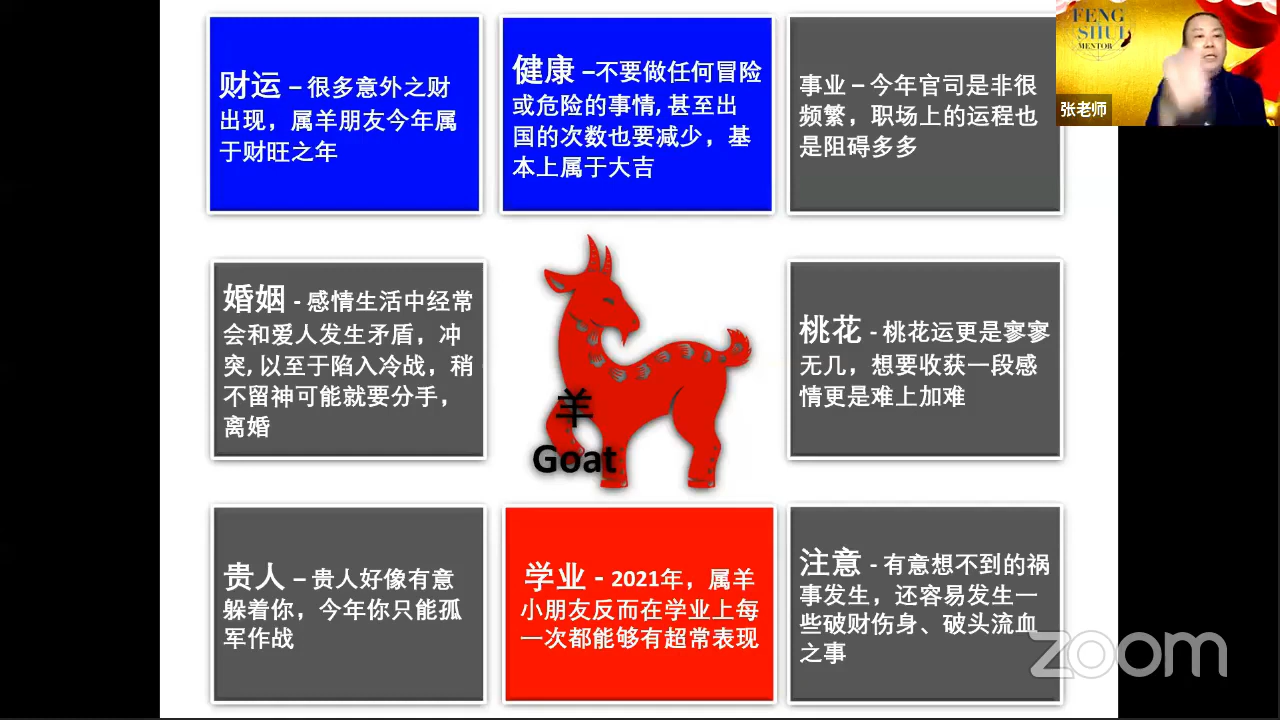 财运 – 很多意外之财
出现，属羊朋友今年属
于财旺之年
健康 –不要做任何冒险
或危险的事情, 甚至出
国的次数也要减少，基
本上属于大吉
事业 – 今年官司是非很
频繁，职场上的运程也
是阻碍多多
FENG
SHUI
MENTOR
张老师
婚姻 - 感情生活中经常
会和爱人发生矛盾，冲
突, 以至于陷入冷战，稍
不留神可能就要分手，
离婚
羊
Goat
桃花 - 桃花运更是寥寥
无几，想要收获一段感
情更是难上加难
贵人 – 贵人好像有意
躲着你，今年你只能孤
军作战
学业 - 2021年，属羊
小朋友反而在学业上每
一次都能够有超常表现
注意 - 有意想不到的祸
事发生，还容易发生一
些破财伤身、破头流血
之事
zoom